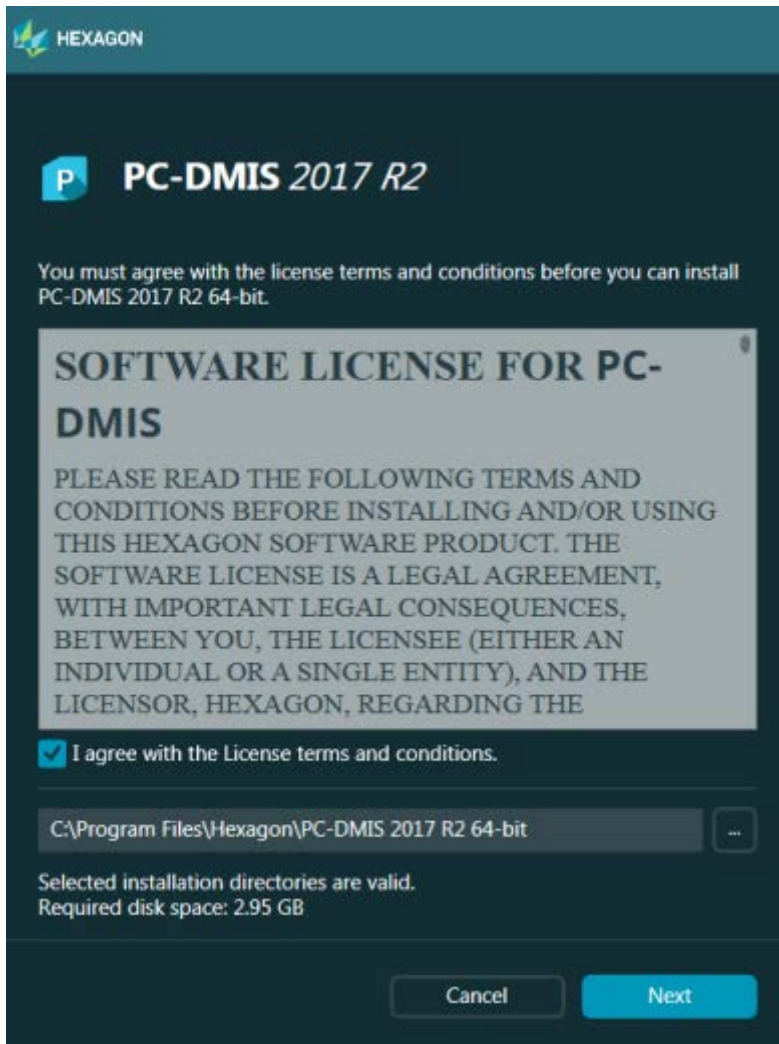 HEXAGON
P
PC-DMIS 2017 R2
You must agree with the license terms and conditions before you can install
PC-DMIS 2017 R2 64-bit.
SOFTWARE LICENSE FOR PC-
DMIS
PLEASE READ THE FOLLOWING TERMS AND
CONDITIONS BEFORE INSTALLING AND/OR USING
THIS HEXAGON SOFTWARE PRODUCT. THE
SOFTWARE LICENSE IS A LEGAL AGREEMENT,
WITH IMPORTANT LEGAL CONSEQUENCES,
BETWEEN YOU, THE LICENSEE (EITHER AN
INDIVIDUAL OR A SINGLE ENTITY), AND THE
LICENSOR, HEXAGON, REGARDING THE
I agree with the License terms and conditions.
C:\Program Files\Hexagon\PC-DMIS 2017 R2 64-bit
...
Selected installation directories are valid.
Required disk space: 2.95 GB
Cancel
Next